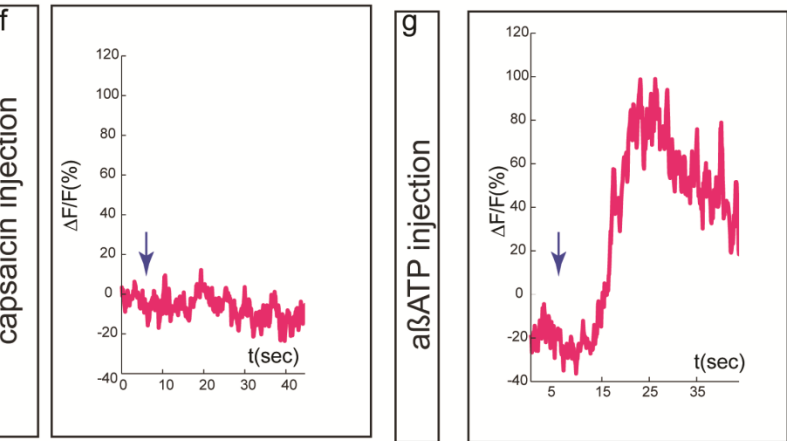 f
capsaicin injection
ΔF/F(%)
120
100
80
60
40
20
0
-20
-40
0 10 20 30 40
t(sec)
g
aßATP injection
ΔF/F(%)
120
100
80
60
40
20
0
-20
-40
5 15 25 35
t(sec)